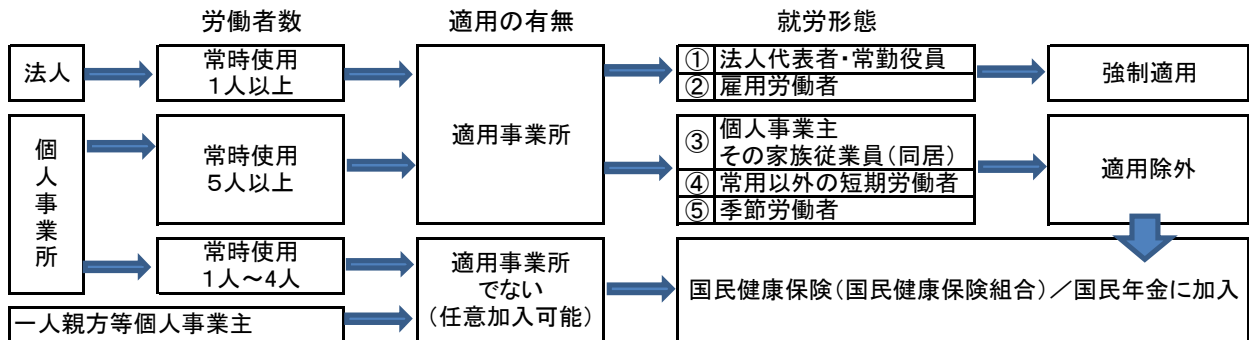 労働者数
適用の有無
就労形態
法人
常時使用
1人以上
適用事業所
① 法人代表者・常勤役員
② 雇用労働者
強制適用
個人事業所
常時使用
5人以上
③ 個人事業主
その家族従業員(同居)
④ 常用以外の短期労働者
⑤ 季節労働者
適用除外
常時使用
1人～4人
適用事業所
でない
(任意加入可能)
国民健康保険(国民健康保険組合)／国民年金に加入
一人親方等個人事業主